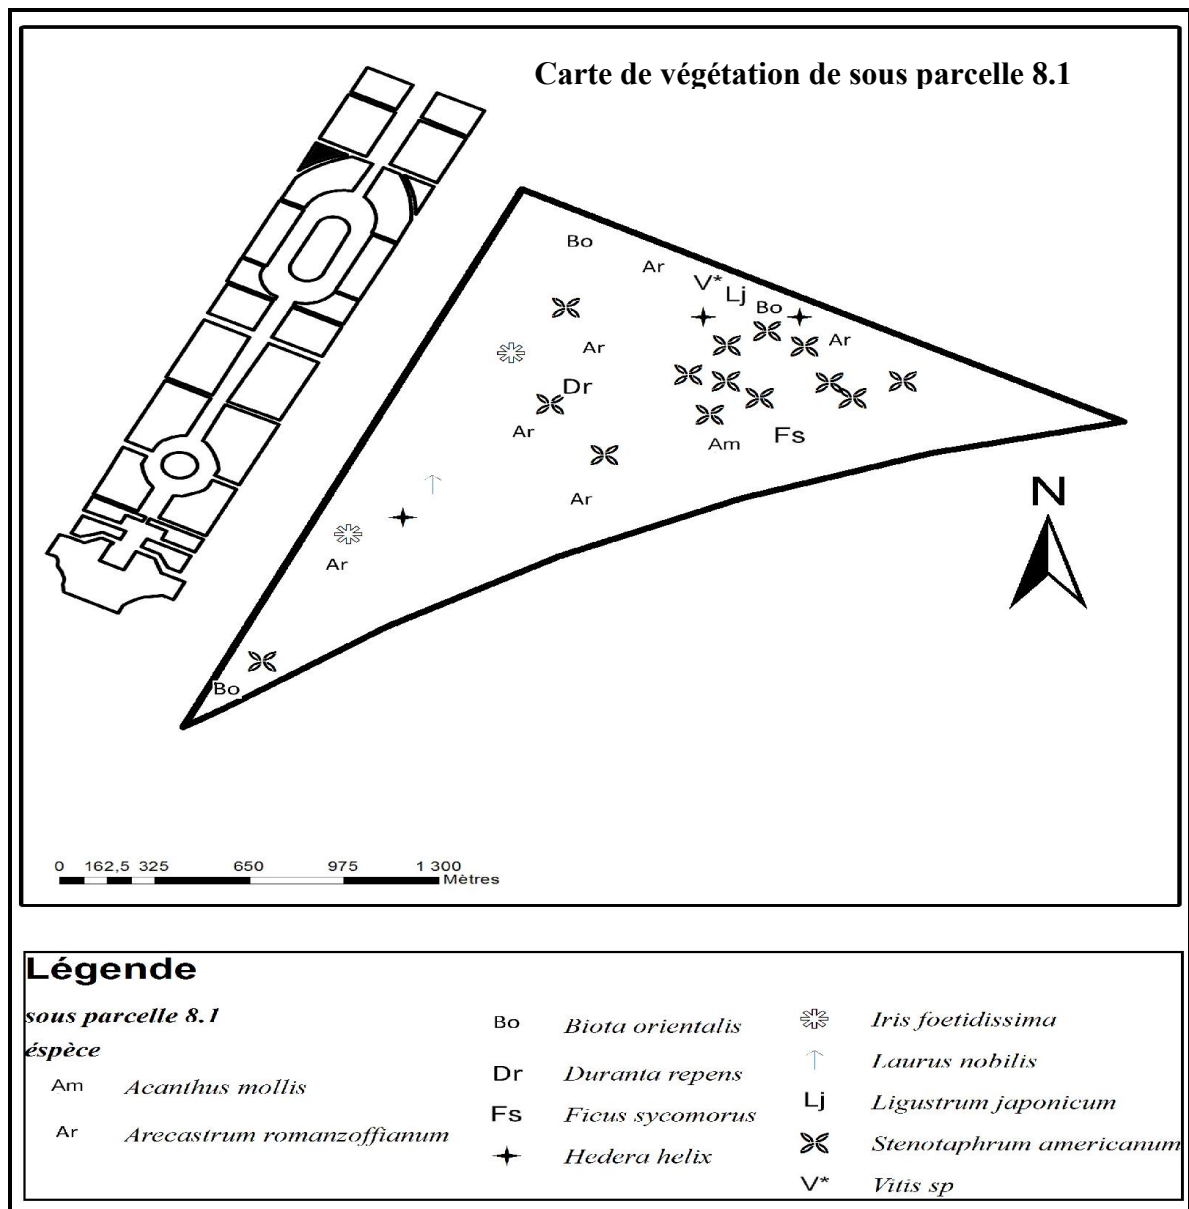 Carte de végétation de sous parcelle 8.1
Bo
Ar
V*
Lj
Bo
Ar
Ar
Dr
Ar
Am
Fs
Ar
Ar
Bo
N
0 162,5 325 650 975 1 300
Mètres
Légende
sous parcelle 8.1
éspèce
Am Acanthus mollis
Ar Arecastrum romanzoffianum
Bo Biota orientalis
Dr Duranta repens
Fs Ficus sycomorus
Hedera helix
Iris foetidissima
Laurus nobilis
Lj Ligustrum japonicum
Stenotaphrum americanum
V* Vitis sp